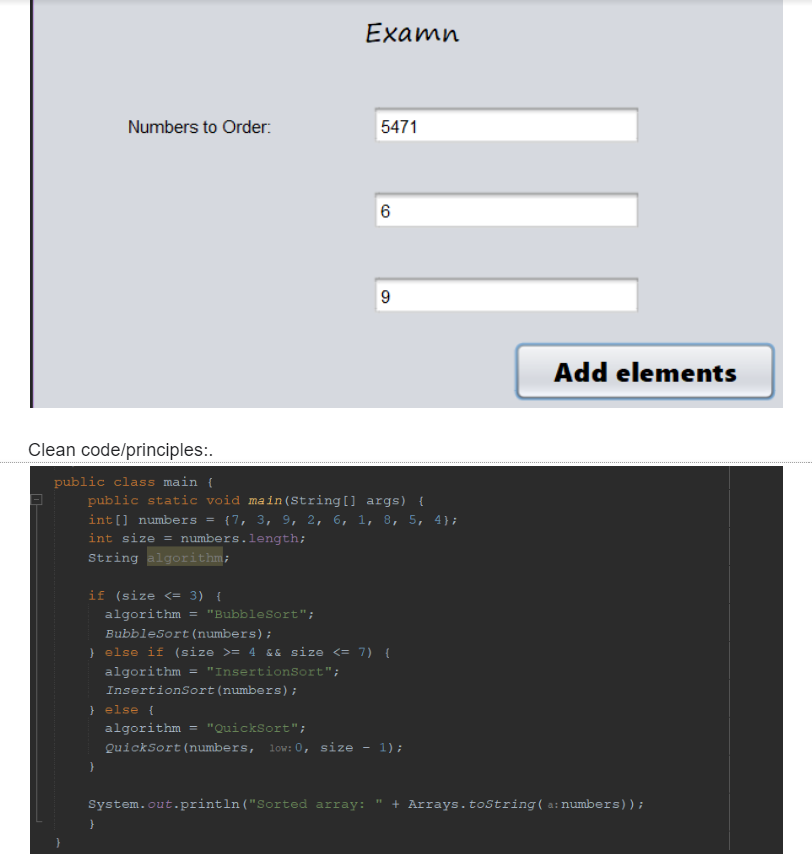 Examn
Numbers to Order:
5471
6
9
Add elements
Clean code/principles:.
public class main {
public static void main(String[] args) {
int[] numbers = {7, 3, 9, 2, 6, 1, 8, 5, 4};
int size = numbers.length;
String algorithm;
if (size <= 3) {
algorithm = "BubbleSort";
BubbleSort(numbers);
} else if (size >= 4 && size <= 7) {
algorithm = "InsertionSort";
InsertionSort(numbers);
} else {
algorithm = "QuickSort";
QuickSort(numbers, low: 0, size - 1);
}
System.out.println("Sorted array: " + Arrays.toString( a: numbers));
}
}